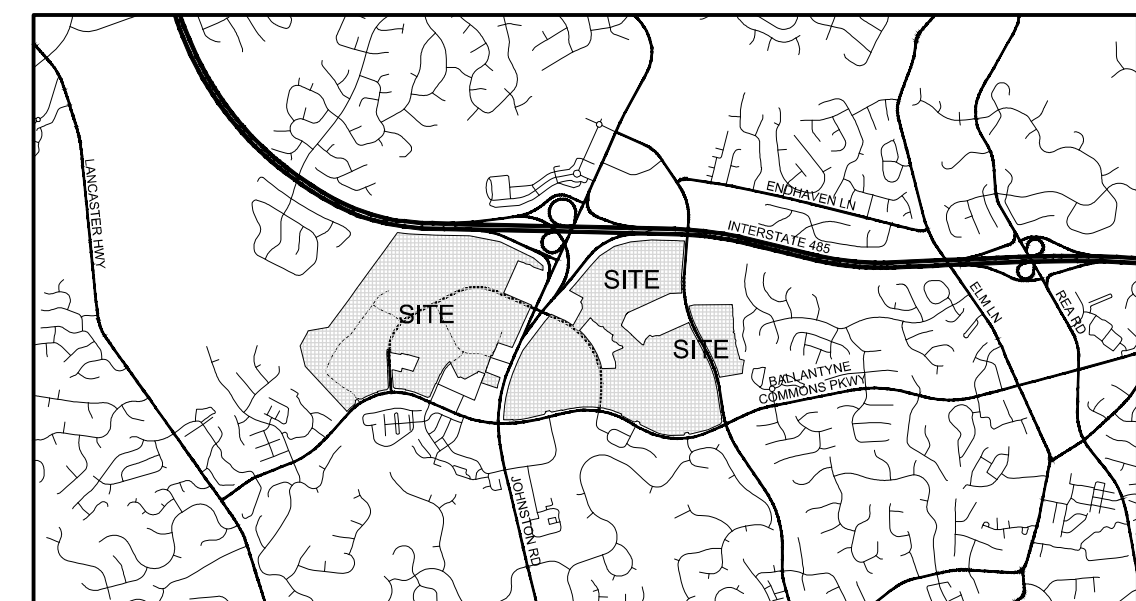 LANCASTER HWY
ENDHAVEN LN
INTERSTATE 485
SITE
SITE
SITE
ELM LN
REA RD
BALLANTYNE
COMMONS PKWY
JOHNSTON RD